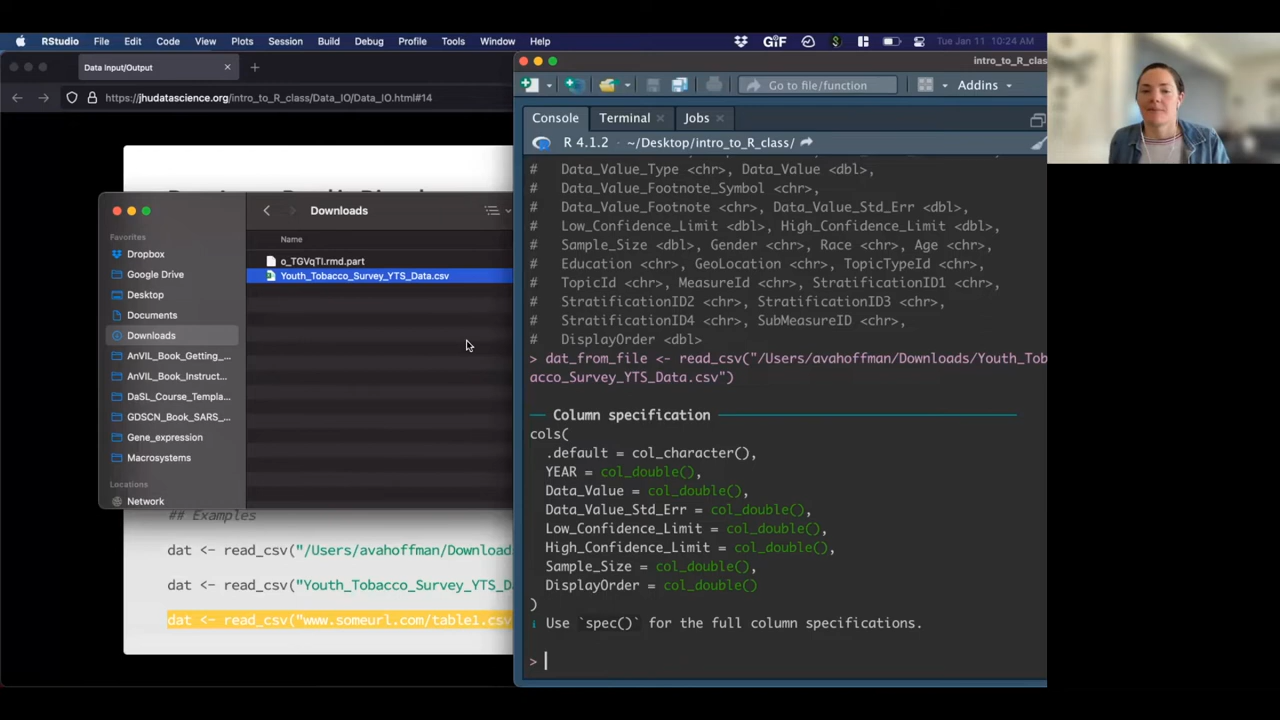 RStudio File Edit Code View Plots Session Build Debug Profile Tools Window Help GiF Tue Jan 11 10:24 AM
Data Input/Output
https://jhudatascience.org/intro_to_R_class/Data_IO/Data_IO.html#14
intro_to_R_clas
Go to file/function Addins
Console Terminal Jobs
R 4.1.2 · ~/Desktop/intro_to_R_class/
# Data_Value_Type <chr>, Data_Value <dbl>,
# Data_Value_Footnote_Symbol <chr>,
# Data_Value_Footnote <chr>, Data_Value_Std_Err <dbl>,
# Low_Confidence_Limit <dbl>, High_Confidence_Limit <dbl>,
# Sample_Size <dbl>, Gender <chr>, Race <chr>, Age <chr>,
# Education <chr>, GeoLocation <chr>, TopicTypeId <chr>,
# TopicId <chr>, MeasureId <chr>, StratificationID1 <chr>,
# StratificationID2 <chr>, StratificationID3 <chr>,
# StratificationID4 <chr>, SubMeasureID <chr>,
# DisplayOrder <dbl>
> dat_from_file <- read_csv("/Users/avahoffman/Downloads/Youth_Tob
acco_Survey_YTS_Data.csv")
Column specification
cols(
.default = col_character(),
YEAR = col_double(),
Data_Value = col_double(),
Data_Value_Std_Err = col_double(),
Low_Confidence_Limit = col_double(),
High_Confidence_Limit = col_double(),
Sample_Size = col_double(),
DisplayOrder = col_double()
)
i Use `spec()` for the full column specifications.
>
Downloads
Name
o_TGVqTI.rmd.part
Youth_Tobacco_Survey_YTS_Data.csv
Favorites
Dropbox
Google Drive
Desktop
Documents
Downloads
AnVIL_Book_Getting_...
AnVIL_Book_Instruct...
DaSL_Course_Templa...
GDSCN_Book_SARS_...
Gene_expression
Macrosystems
Locations
Network
## Examples
dat <- read_csv("/Users/avahoffman/Download
dat <- read_csv("Youth_Tobacco_Survey_YTS_D
dat <- read_csv("www.someurl.com/table1.csv